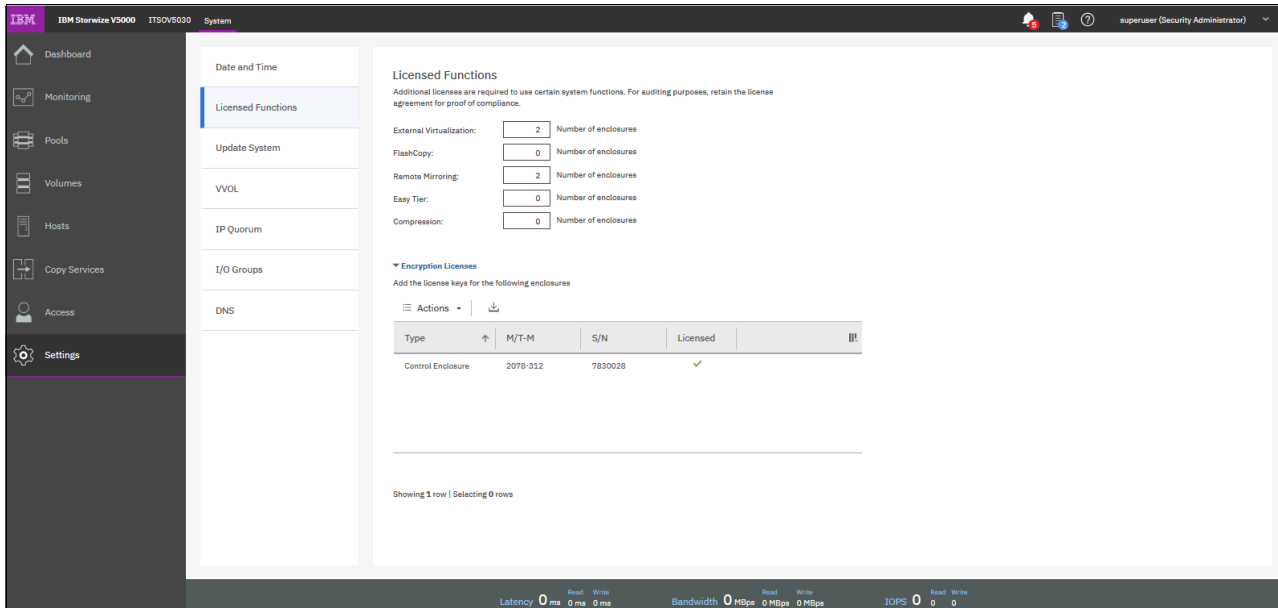 IBM IBM Storwize V5000 ITSOV5030 System 5 2 ? superuser (Security Administrator)
Dashboard
Monitoring
Pools
Volumes
Hosts
Copy Services
Access
Settings
Date and Time
Licensed Functions
Update System
VVOL
IP Quorum
I/O Groups
DNS
Licensed Functions
Additional licenses are required to use certain system functions. For auditing purposes, retain the license
agreement for proof of compliance.
External Virtualization: 2 Number of enclosures
FlashCopy: 0 Number of enclosures
Remote Mirroring: 2 Number of enclosures
Easy Tier: 0 Number of enclosures
Compression: 0 Number of enclosures
Encryption Licenses
Add the license keys for the following enclosures
Actions
Type M/T-M S/N Licensed
Control Enclosure 2078-312 7830028
Showing 1 row | Selecting 0 rows
Read Write Read Write Read Write
Latency 0 ms 0 ms 0 ms Bandwidth 0 MBps 0 MBps 0 MBps IOPS 0 0 0